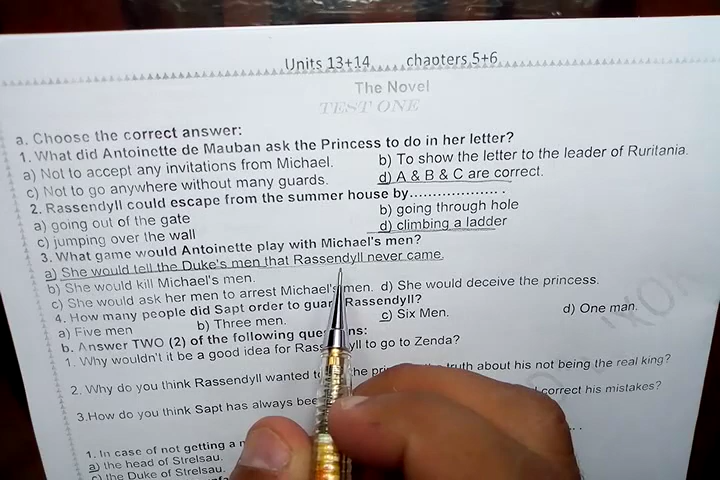 Units 13+14 chapters 5+6
The Novel
TEST ONE
a. Choose the correct answer:
1. What did Antoinette de Mauban ask the Princess to do in her letter?
a) Not to accept any invitations from Michael. b) To show the letter to the leader of Ruritania.
c) Not to go anywhere without many guards. d) A & B & C are correct.
2. Rassendyll could escape from the summer house by.................... .
a) going out of the gate b) going through hole
c) jumping over the wall d) climbing a ladder
3. What game would Antoinette play with Michael's men?
a) She would tell the Duke's men that Rassendyll never came.
b) She would kill Michael's men.
c) She would ask her men to arrest Michael's men. d) She would deceive the princess.
4. How many people did Sapt order to guard Rassendyll?
a) Five men b) Three men. c) Six Men. d) One man.
b. Answer TWO (2) of the following questions:
1. Why wouldn't it be a good idea for Rassendyll to go to Zenda?
2. Why do you think Rassendyll wanted to the truth about his not being the real king?
3.How do you think Sapt has always been correct his mistakes?
1. In case of not getting a
a) the head of Strelsau.
c) the Duke of Strelsau.